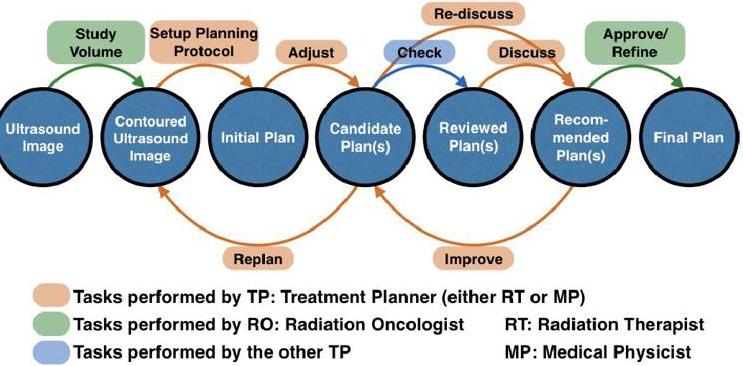 Re-discuss
Study
Volume
Setup Planning
Protocol
Adjust
Check
Discuss
Approve/
Refine
Ultrasound
Image
Contoured
Ultrasound
Image
Initial Plan
Candidate
Plan(s)
Reviewed
Plan(s)
Recom-
mended
Plan(s)
Final Plan
Replan
Improve
Tasks performed by TP: Treatment Planner (either RT or MP)
Tasks performed by RO: Radiation Oncologist RT: Radiation Therapist
Tasks performed by the other TP MP: Medical Physicist